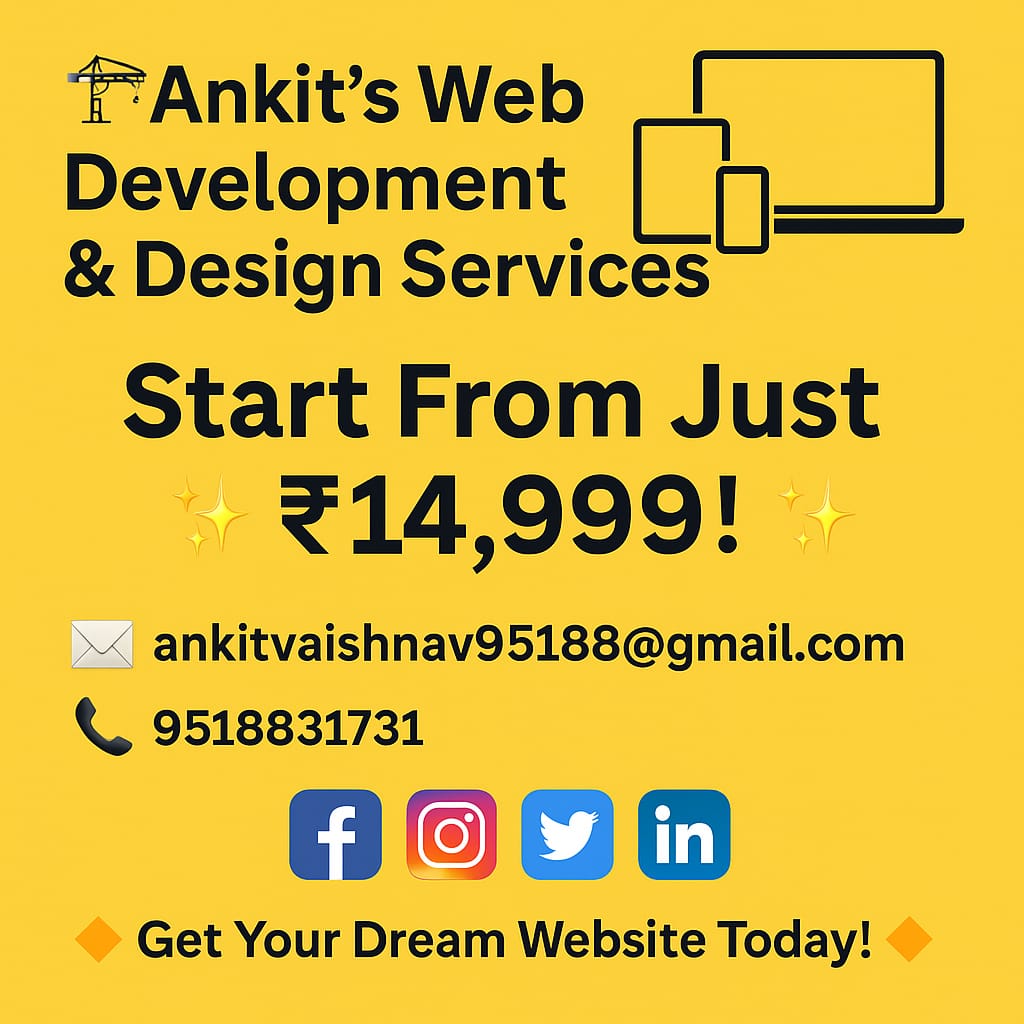 Ankit's Web
Development
& Design Services
Start From Just
₹14,999!
ankitvaishnav95188@gmail.com
9518831731
f
in
Get Your Dream Website Today!